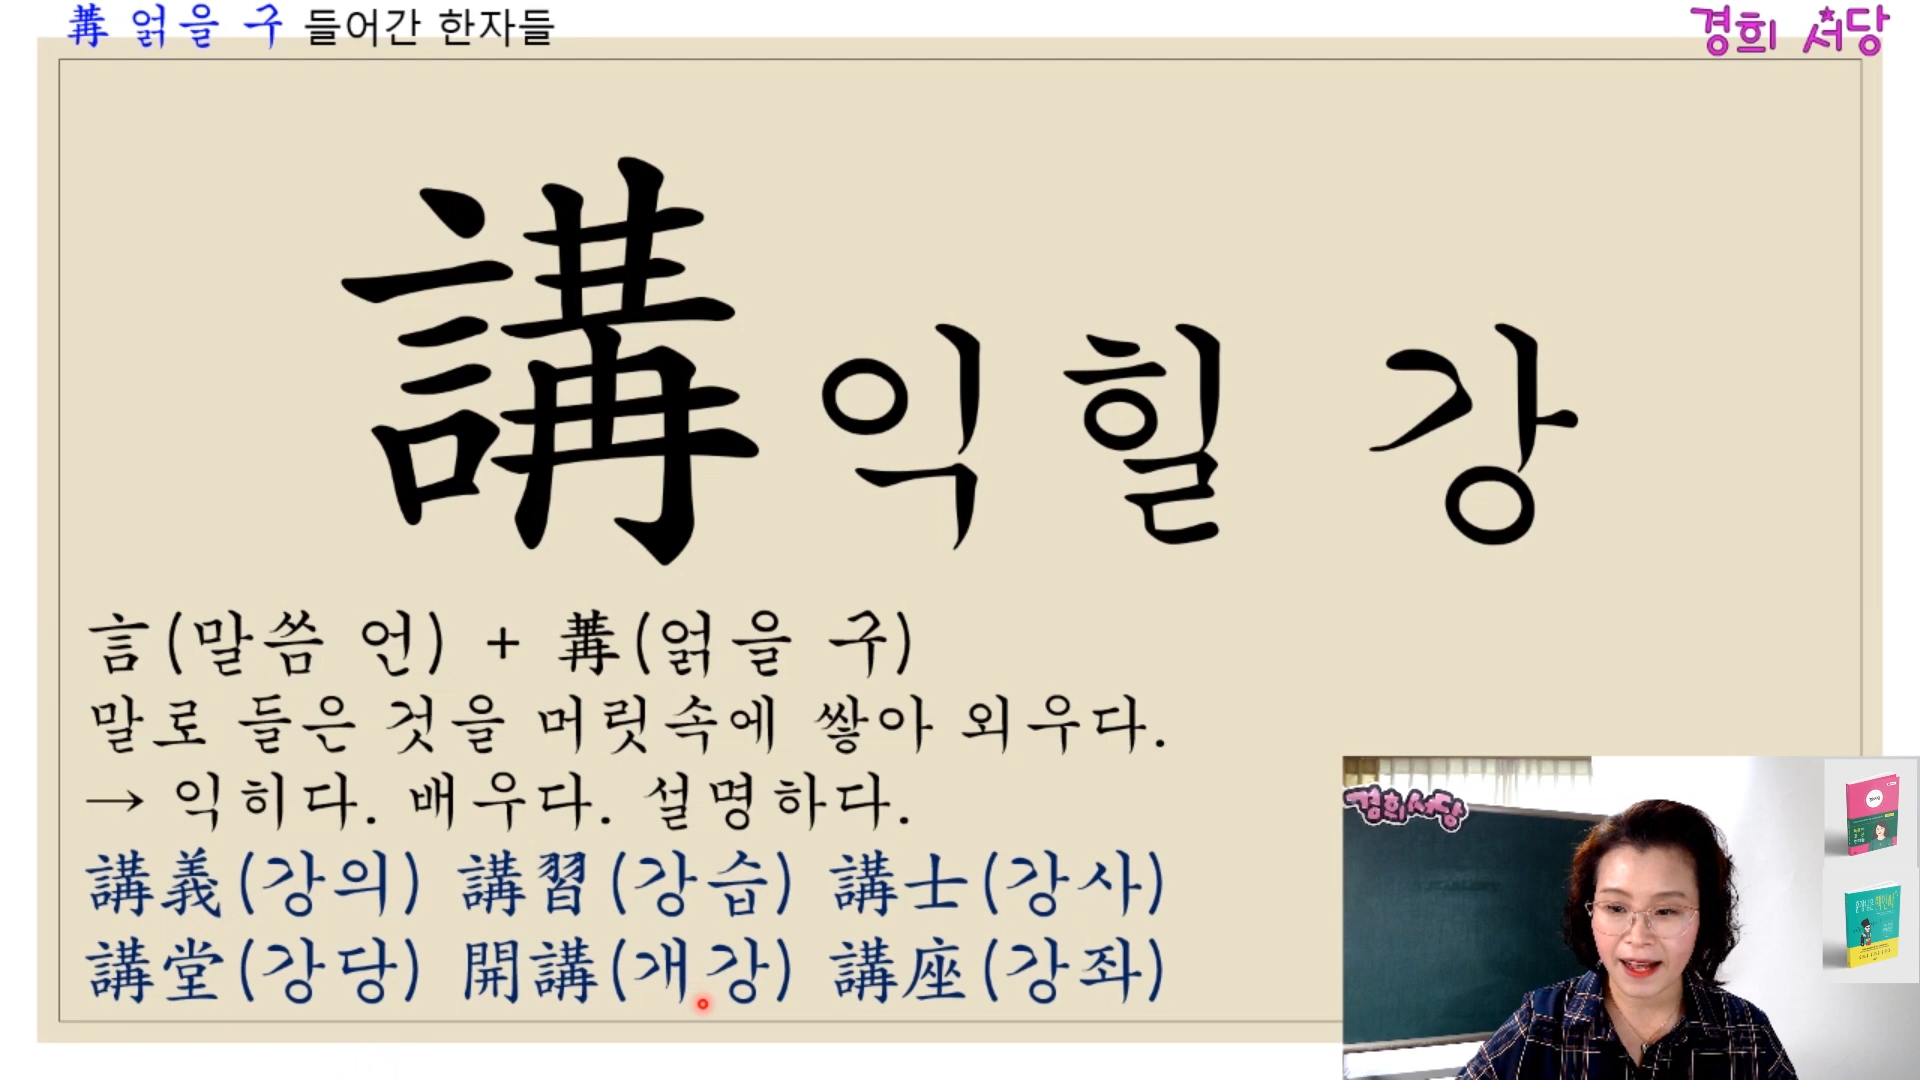 冓 얽을 구 들어간 한자들
경희 서당
講 익힐 강
言(말씀 언) + 冓(얽을 구)
말로 들은 것을 머릿속에 쌓아 외우다.
→ 익히다. 배우다. 설명하다.
講義(강의) 講習(강습) 講士(강사)
講堂(강당) 開講(개강) 講座(강좌)
경희서당